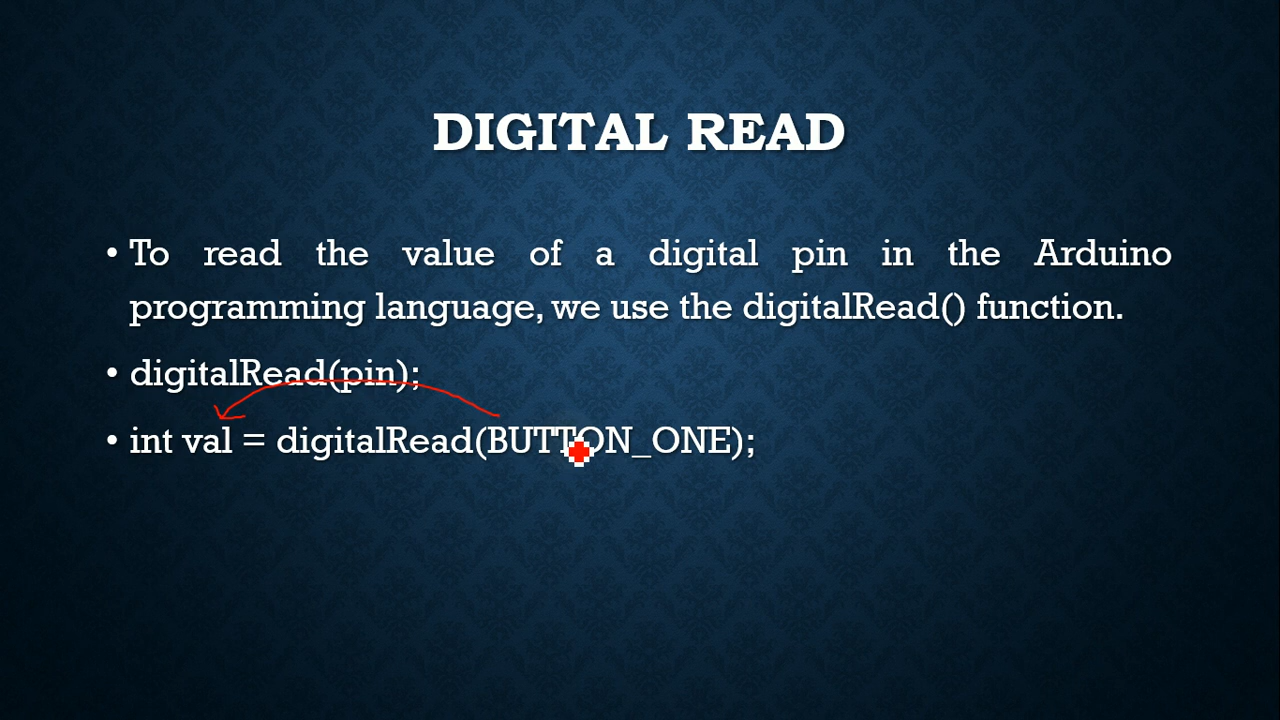 DIGITAL READ
• To read the value of a digital pin in the Arduino
programming language, we use the digitalRead() function.
• digitalRead(pin);
• int val = digitalRead(BUTTON_ONE);